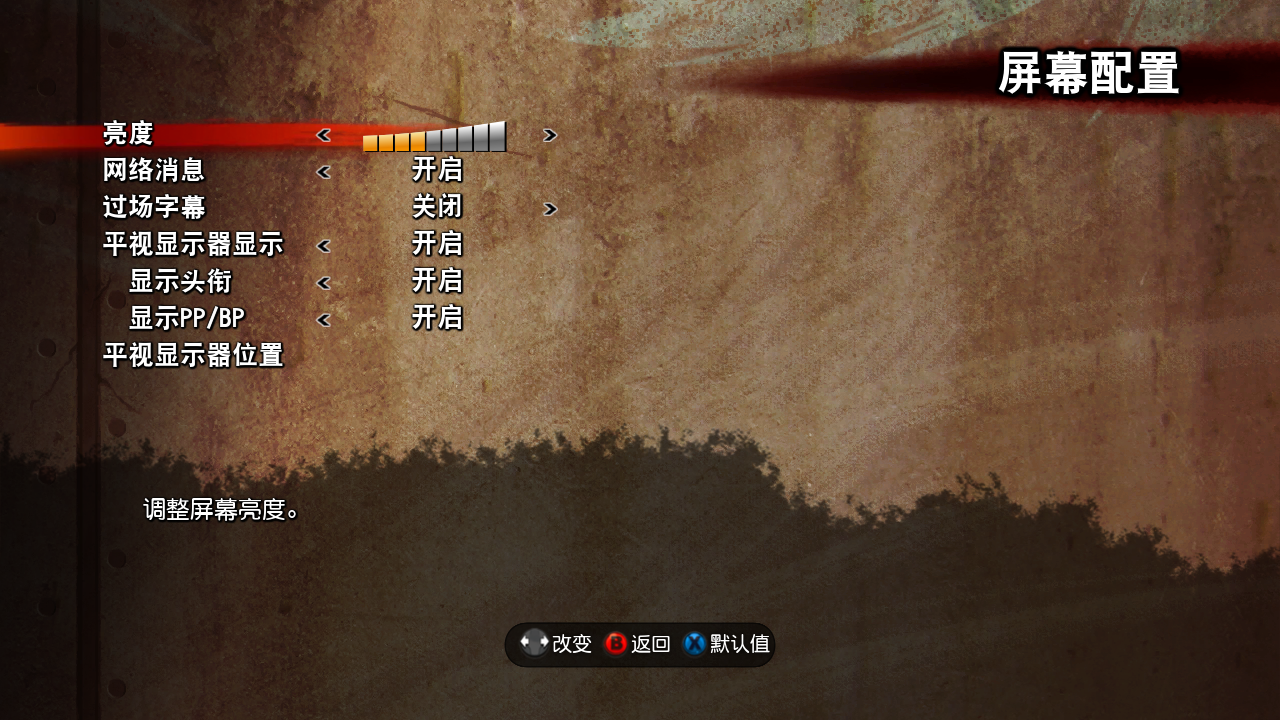 屏幕配置
亮度
网络消息 开启
过场字幕 关闭
平视显示器显示 开启
显示头衔 开启
显示PP/BP 开启
平视显示器位置
调整屏幕亮度。
改变 B 返回 X 默认值